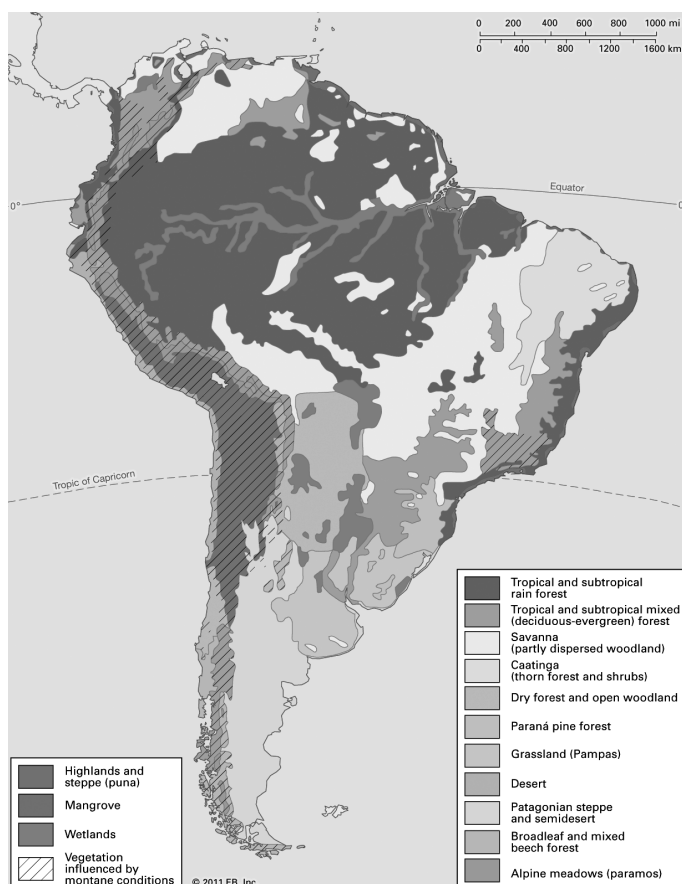 0 200 400 600 800 1000 mi
0 400 800 1200 1600 km
Equator
0°
0
Tropic of Capricorn
Tropical and subtropical
rain forest
Tropical and subtropical mixed
(deciduous-evergreen) forest
Savanna
(partly dispersed woodland)
Caatinga
(thorn forest and shrubs)
Dry forest and open woodland
Paraná pine forest
Grassland (Pampas)
Desert
Patagonian steppe
and semidesert
Broadleaf and mixed
beech forest
Alpine meadows (paramos)
Highlands and
steppe (puna)
Mangrove
Wetlands
Vegetation
influenced by
montane conditions
© 2011 EB, Inc.